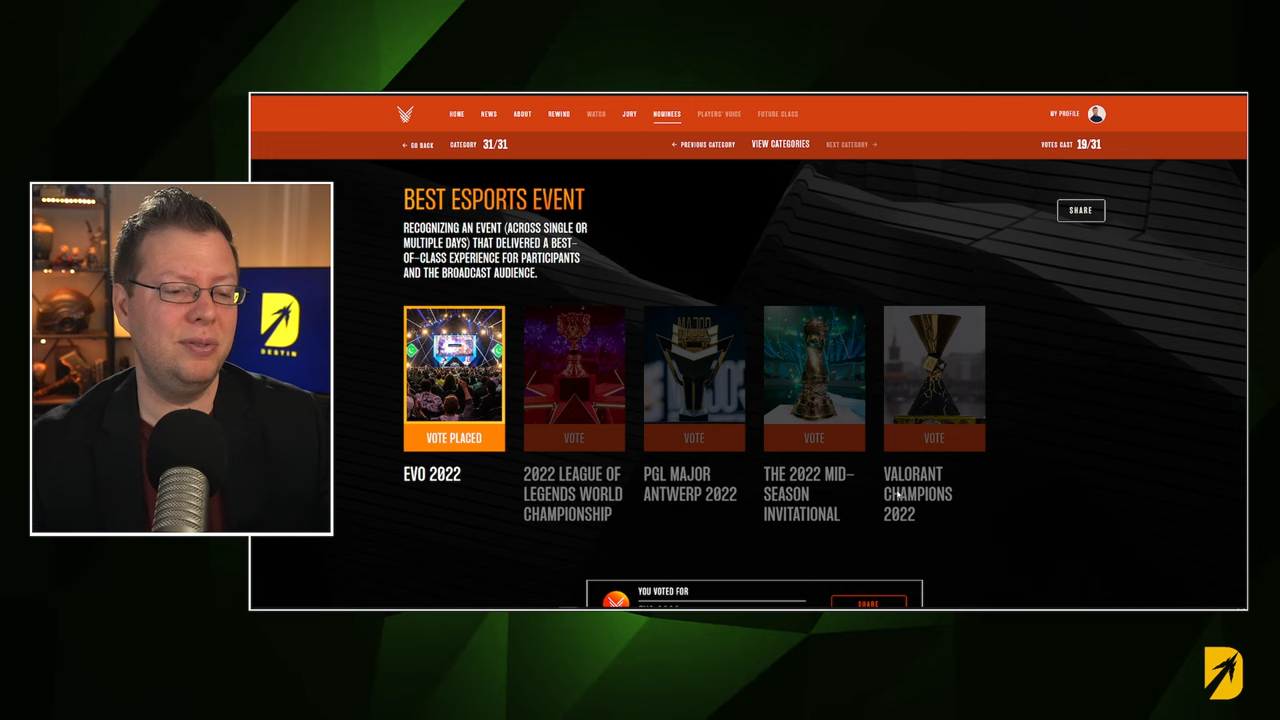 HOME NEWS ABOUT REWIND WATCH JURY NOMINEES PLAYERS' VOICE FUTURE CLASS MY PROFILE
← GO BACK CATEGORY 31/31 ← PREVIOUS CATEGORY VIEW CATEGORIES NEXT CATEGORY → VOTES CAST 19/31
BEST ESPORTS EVENT
SHARE
RECOGNIZING AN EVENT (ACROSS SINGLE OR
MULTIPLE DAYS) THAT DELIVERED A BEST-
OF-CLASS EXPERIENCE FOR PARTICIPANTS
AND THE BROADCAST AUDIENCE.
MAJOR
VOTE PLACED
EVO 2022
VOTE
2022 LEAGUE OF
LEGENDS WORLD
CHAMPIONSHIP
VOTE
PGL MAJOR
ANTWERP 2022
VOTE
THE 2022 MID-
SEASON
INVITATIONAL
VOTE
VALORANT
CHAMPIONS
2022
YOU VOTED FOR
SHARE
DESTIN
D